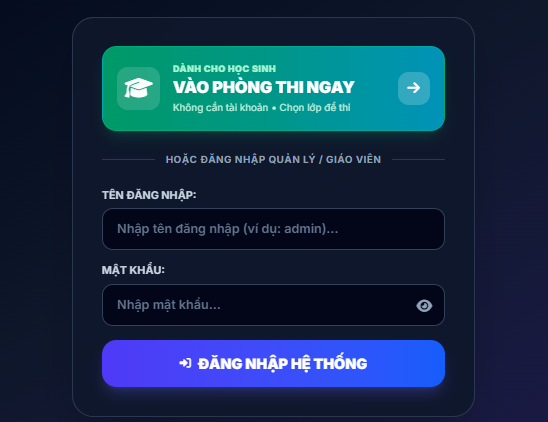 DÀNH CHO HỌC SINH
VÀO PHÒNG THI NGAY
Không cần tài khoản • Chọn lớp để thi
HOẶC ĐĂNG NHẬP QUẢN LÝ / GIÁO VIÊN
TÊN ĐĂNG NHẬP:
Nhập tên đăng nhập (ví dụ: admin)...
MẬT KHẨU:
Nhập mật khẩu...
ĐĂNG NHẬP HỆ THỐNG